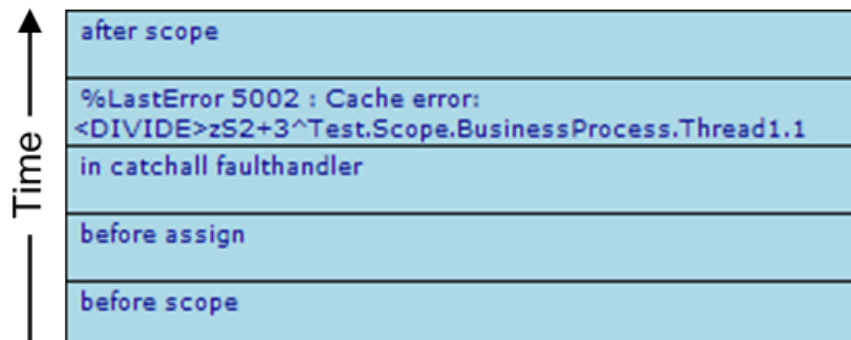 Time
after scope
%LastError 5002 : Cache error:
<DIVIDE>zS2+3^Test.Scope.BusinessProcess.Thread1.1
in catchall faulthandler
before assign
before scope